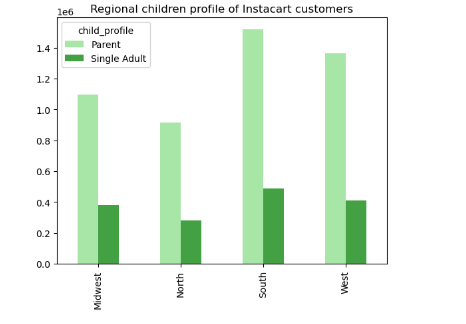 Regional children profile of Instacart customers
1e6
child_profile
Parent
Single Adult
1.4
1.2
1.0
0.8
0.6
0.4
0.2
0.0
Midwest
North
South
West